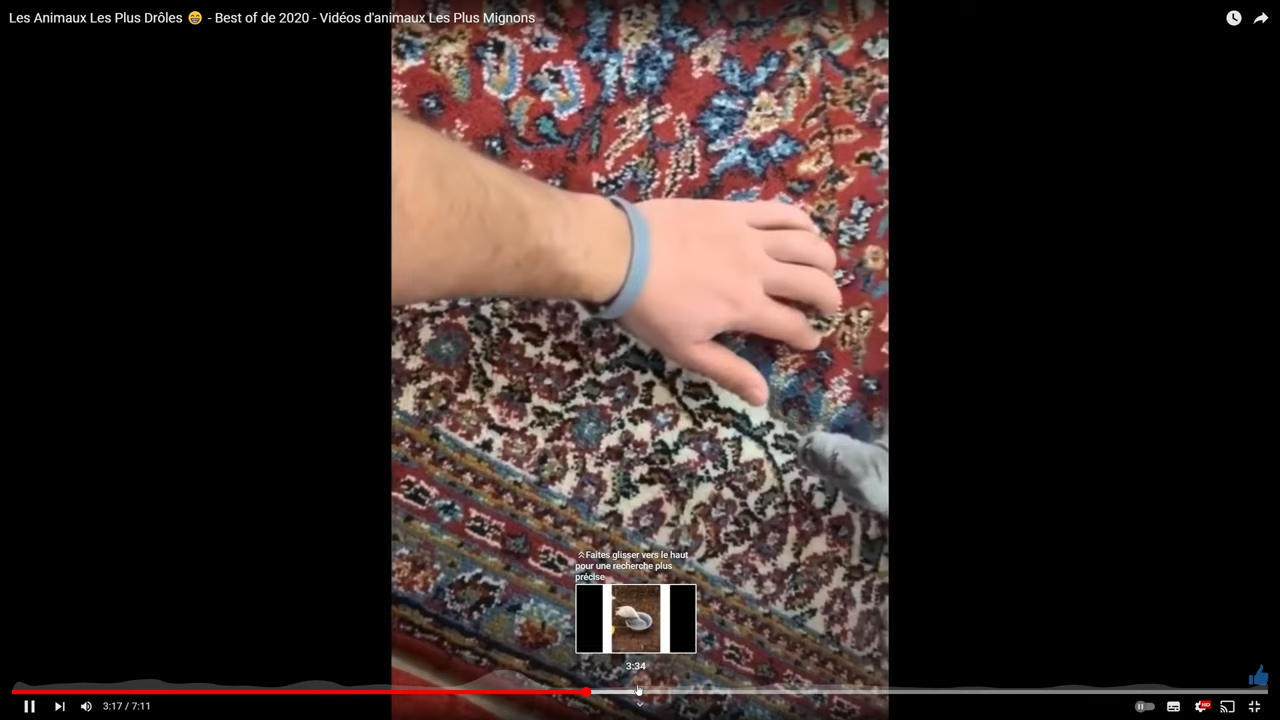 Les Animaux Les Plus Drôles 😁 - Best of de 2020 - Vidéos d'animaux Les Plus Mignons
Faites glisser vers le haut
pour une recherche plus
précise
3:34
3:17 / 7:11
HD